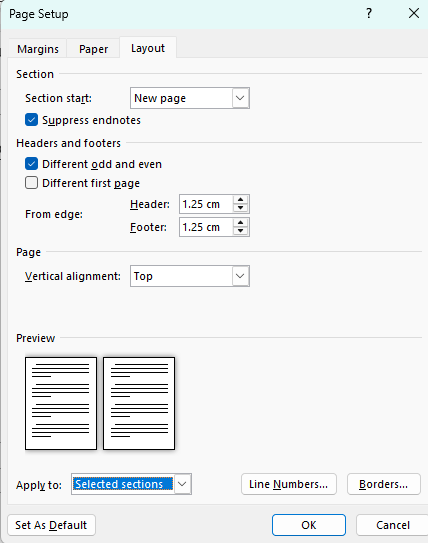 Page Setup ? ×
Margins Paper Layout
Section
Section start: New page
Suppress endnotes
Headers and footers
Different odd and even
Different first page
Header: 1.25 cm
From edge:
Footer: 1.25 cm
Page
Vertical alignment: Top
Preview
Apply to: Selected sections Line Numbers... Borders...
Set As Default OK Cancel